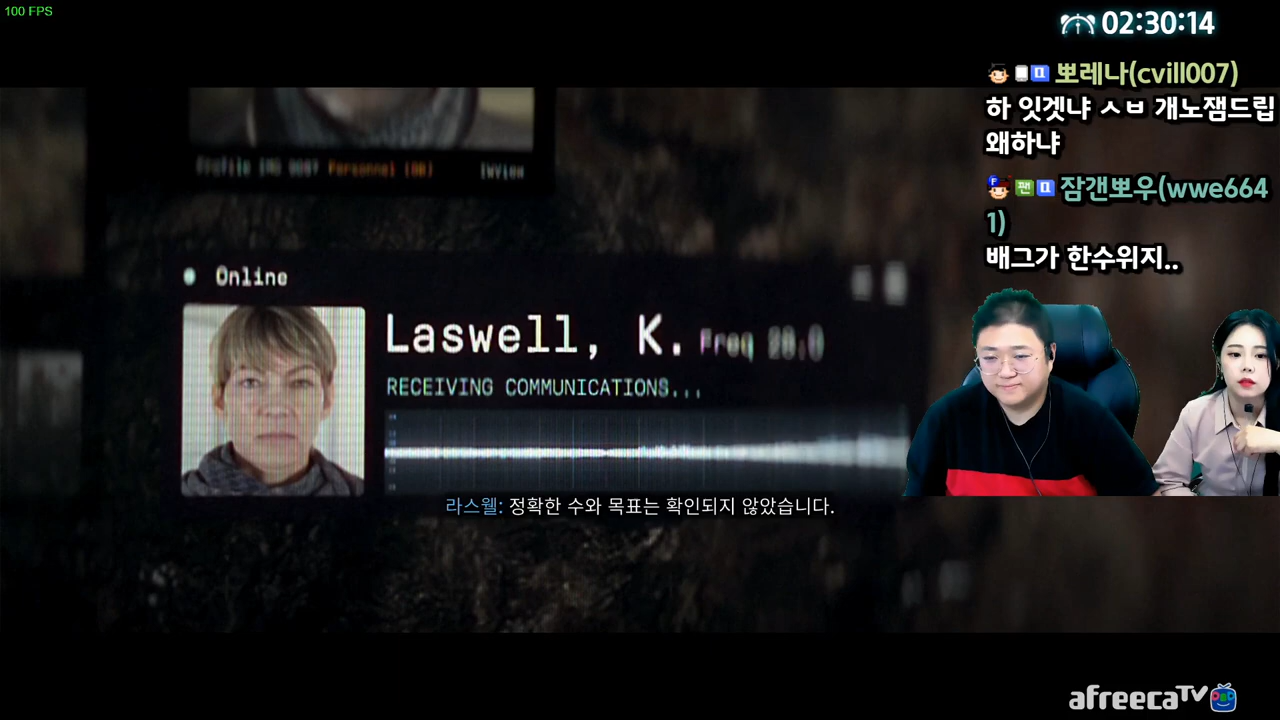 100 FPS
02:30:14
뽀레나(cvill007)
하 잇겟냐 ㅅㅂ 개노잼드립
왜하냐
팬 잠갠뽀우(wwe664
1)
배그가 한수위지..
Personnel
Online
Laswell, K. Freq
RECEIVING COMMUNICATIONS...
라스웰: 정확한 수와 목표는 확인되지 않았습니다.
afreecaTV